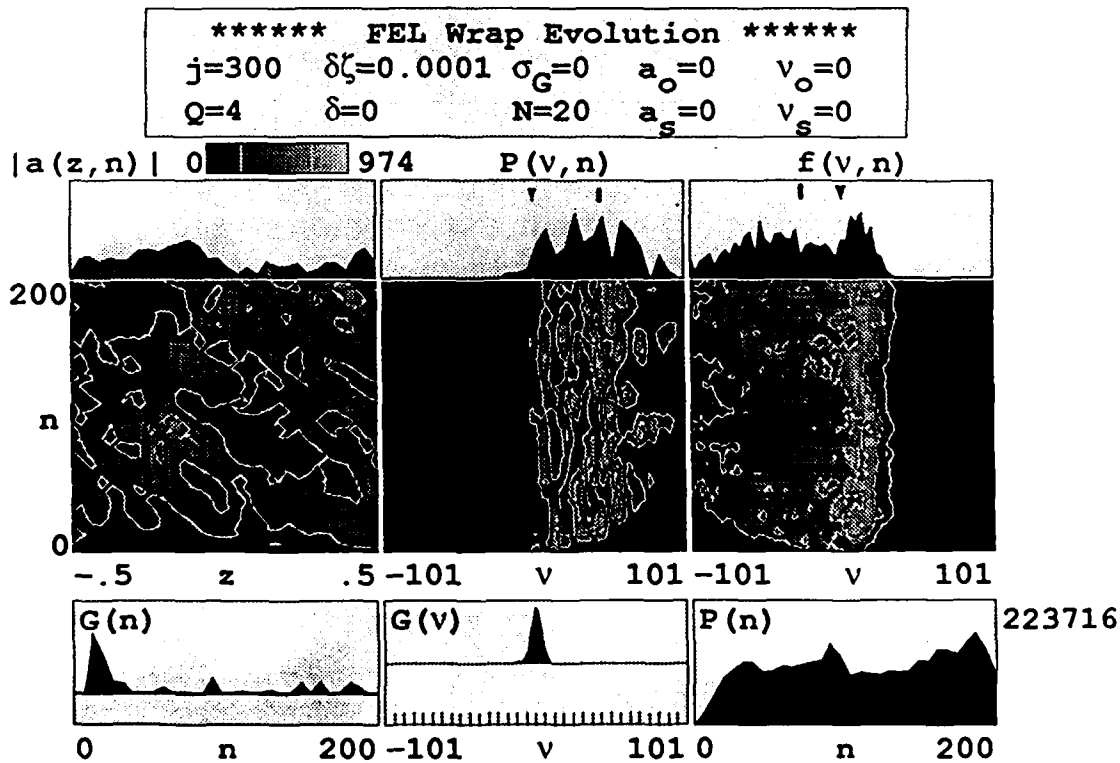 ****** FEL Wrap Evolution ******
j=300 δζ=0.0001 σG=0 ao=0 νo=0
Q=4 δ=0 N=20 as=0 νs=0
|a(z,n)| 0 974 P(ν,n) f(ν,n)
200
n
0
-.5 z .5 -101 ν 101 -101 ν 101
G(n) G(ν) P(n) 223716
0 n 200 -101 ν 101 0 n 200